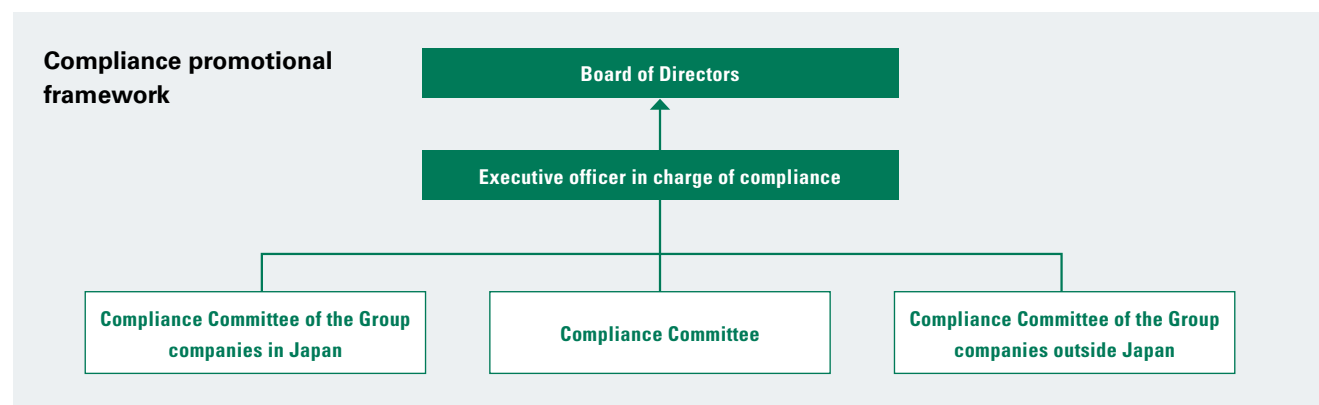 Compliance promotional
framework
Board of Directors
Executive officer in charge of compliance
Compliance Committee of the Group
companies in Japan
Compliance Committee
Compliance Committee of the Group
companies outside Japan